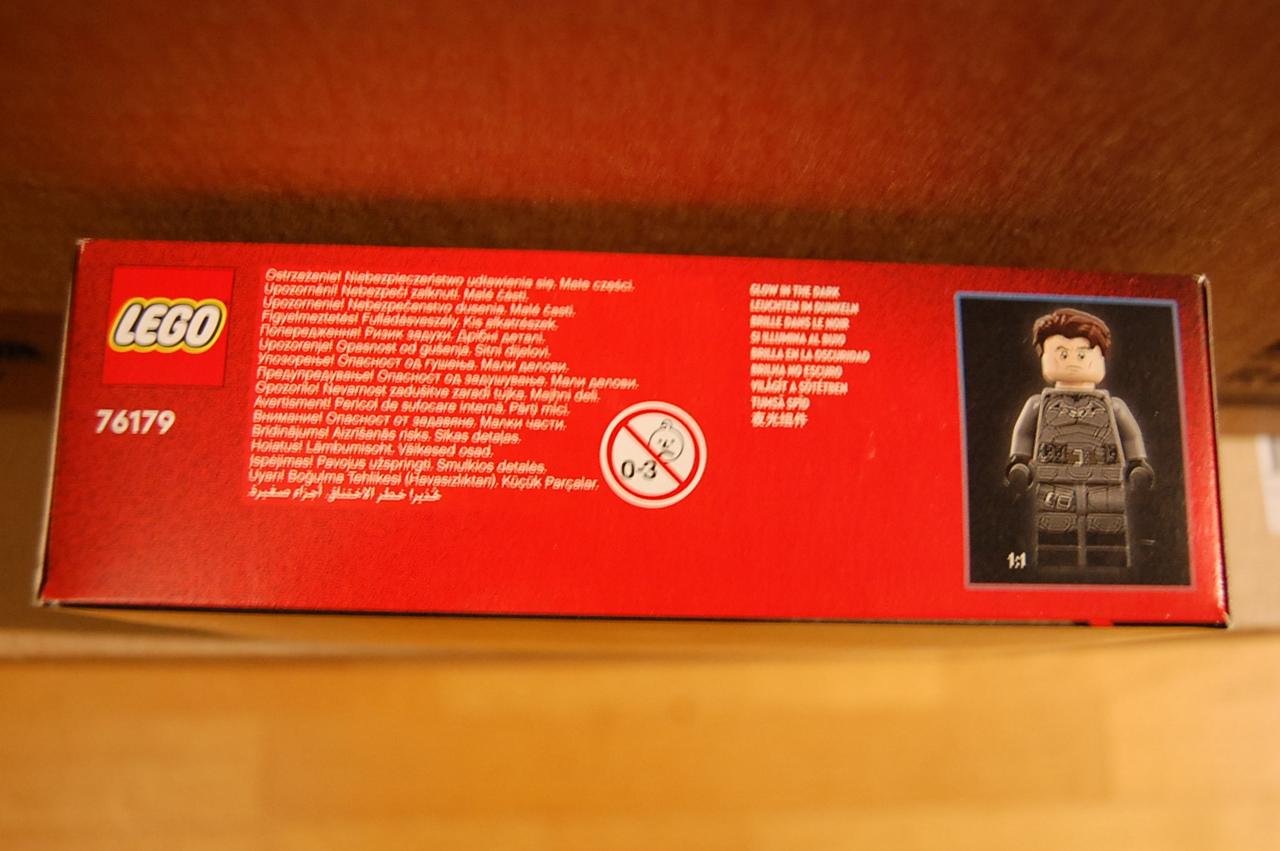 LEGO
76179
Ostrzeżenie! Niebezpieczeństwo udławienia się. Małe części.
Upozornění! Nebezpečí zalknutí. Malé části.
Upozornenie! Nebezpečenstvo dusenia. Malé časti.
Figyelmeztetés! Fulladásveszély. Kis alkatrészek.
Попередження! Ризик задухи. Дрібні деталі.
Upozorenje! Opasnost od gušenja. Sitni dijelovi.
Упозорење! Опасност од гушења. Мали делови.
Предупредување! Опасност од задушување. Мали делови.
Opozorilo! Nevarnost zadušitve zaradi tujka. Majhni deli.
Avertisment! Pericol de sufocare internă. Părți mici.
Внимание! Опасност от задавяне. Малки части.
Brīdinājums! Aizrīšanās risks. Sīkas detaļas.
Hoiatus! Lämbumisoht. Väikesed osad.
Įspėjimas! Pavojus užspringti. Smulkios detalės.
Uyarı! Boğulma Tehlikesi (Havasızlıktan). Küçük Parçalar.
تحذير! خطر الاختناق. أجزاء صغيرة.
0-3
GLOW IN THE DARK
LEUCHTEN IM DUNKELN
BRILLE DANS LE NOIR
SI ILLUMINA AL BUIO
BRILLA EN LA OSCURIDAD
BRILHA NO ESCURO
VILÁGÍT A SÖTÉTBEN
TUMSĀ SPĪD
夜光组件
1:1